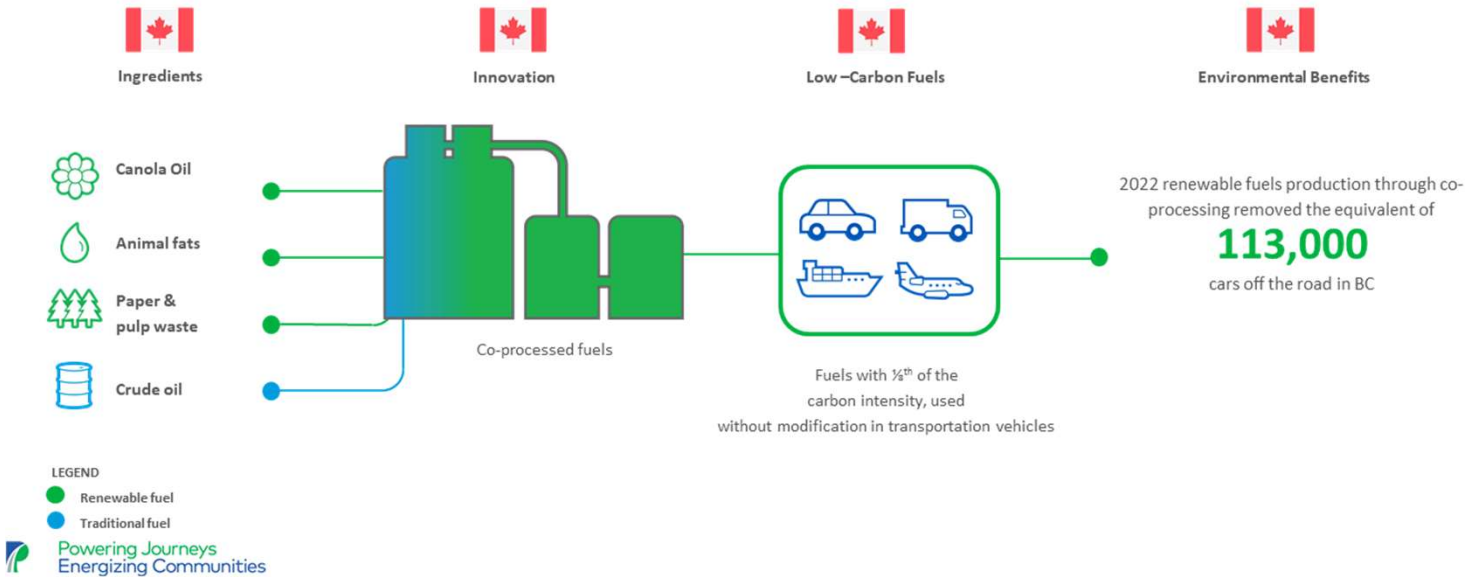 Ingredients
Innovation
Low –Carbon Fuels
Environmental Benefits
Canola Oil
Animal fats
Paper &
pulp waste
Crude oil
Co-processed fuels
Fuels with ⅛th of the
carbon intensity, used
without modification in transportation vehicles
2022 renewable fuels production through co-
processing removed the equivalent of
113,000
cars off the road in BC
LEGEND
Renewable fuel
Traditional fuel
Powering Journeys
Energizing Communities